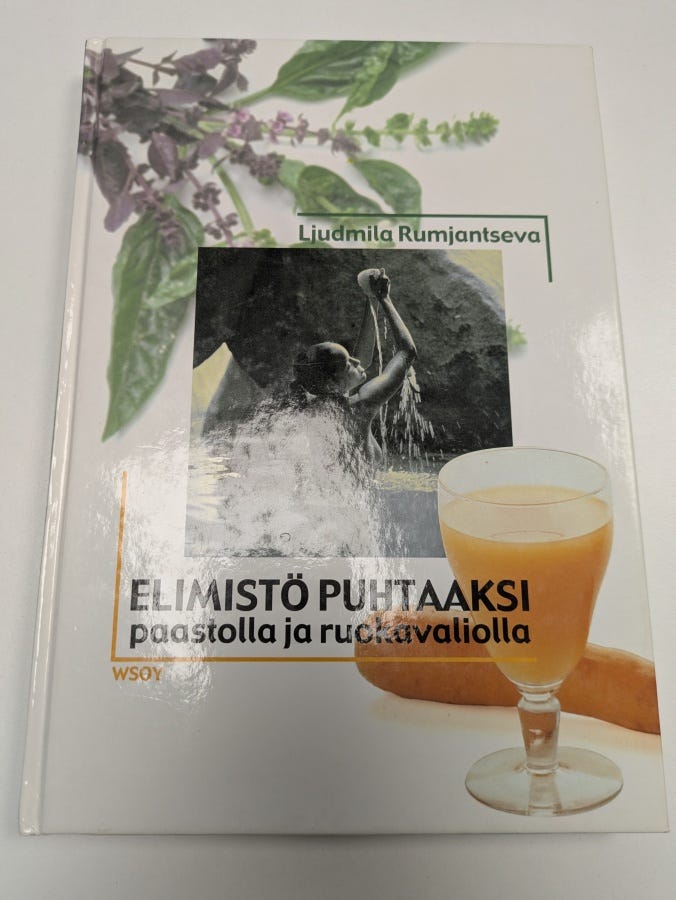 Ljudmila Rumjantseva
ELIMISTÖ PUHTAAKSI
paastolla ja ruokavaliolla
WSOY